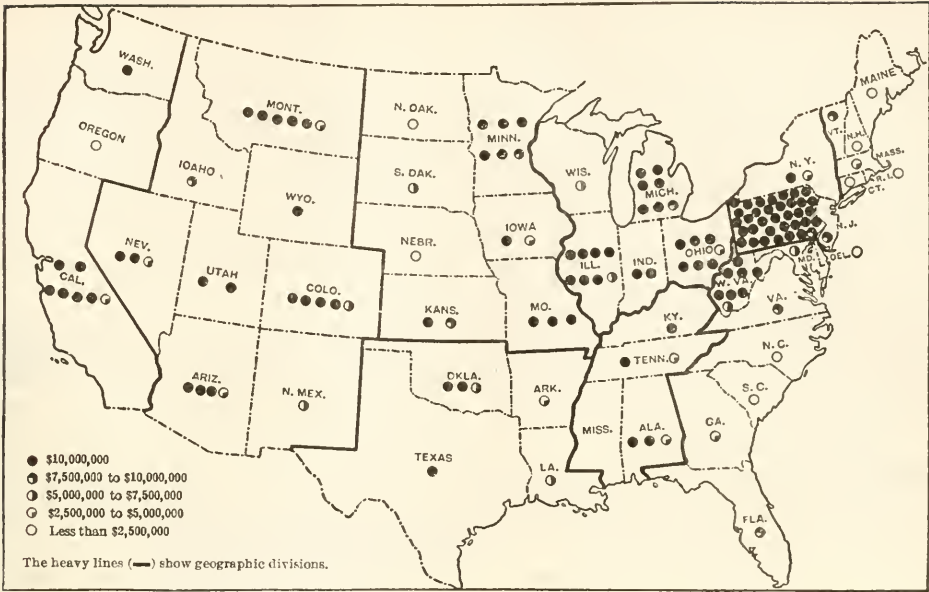 WASH.
MONT.
N. DAK.
MINN.
MAINE
VT.
N.H.
OREGON
IDAHO
S. DAK.
WIS.
MICH.
N. Y.
MASS.
R. I.
CT.
WYO.
NEBR.
IOWA
N. J.
NEV.
UTAH
COLO.
ILL.
IND.
OHIO
MD.
DEL.
CAL.
KANS.
MO.
W. VA.
VA.
KY.
ARIZ.
N. MEX.
OKLA.
ARK.
TENN.
N. C.
S. C.
TEXAS
LA.
MISS.
ALA.
GA.
FLA.
$10,000,000
$7,500,000 to $10,000,000
$5,000,000 to $7,500,000
$2,500,000 to $5,000,000
Less than $2,500,000
The heavy lines (━) show geographic divisions.